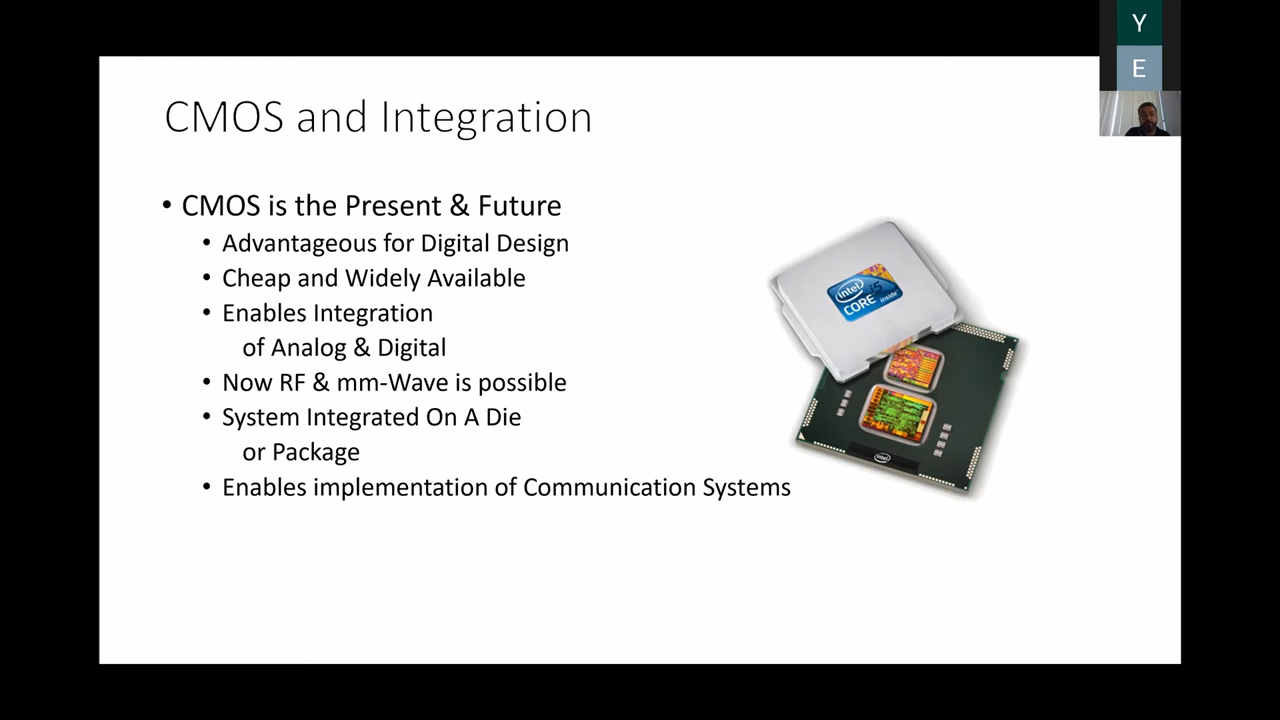 Y
E
CMOS and Integration
• CMOS is the Present & Future
• Advantageous for Digital Design
• Cheap and Widely Available
• Enables Integration
of Analog & Digital
• Now RF & mm-Wave is possible
• System Integrated On A Die
or Package
• Enables implementation of Communication Systems
intel
CORE i5
inside
intel